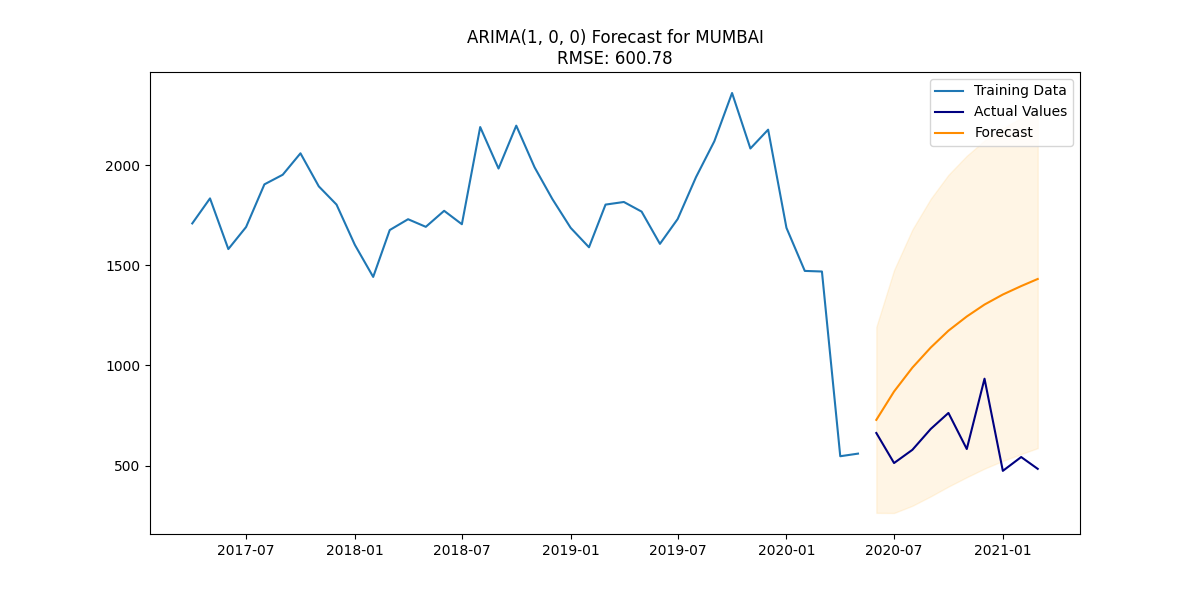 ARIMA(1, 0, 0) Forecast for MUMBAI
RMSE: 600.78
Training Data
Actual Values
Forecast
2000
1500
1000
500
2017-07
2018-01
2018-07
2019-01
2019-07
2020-01
2020-07
2021-01